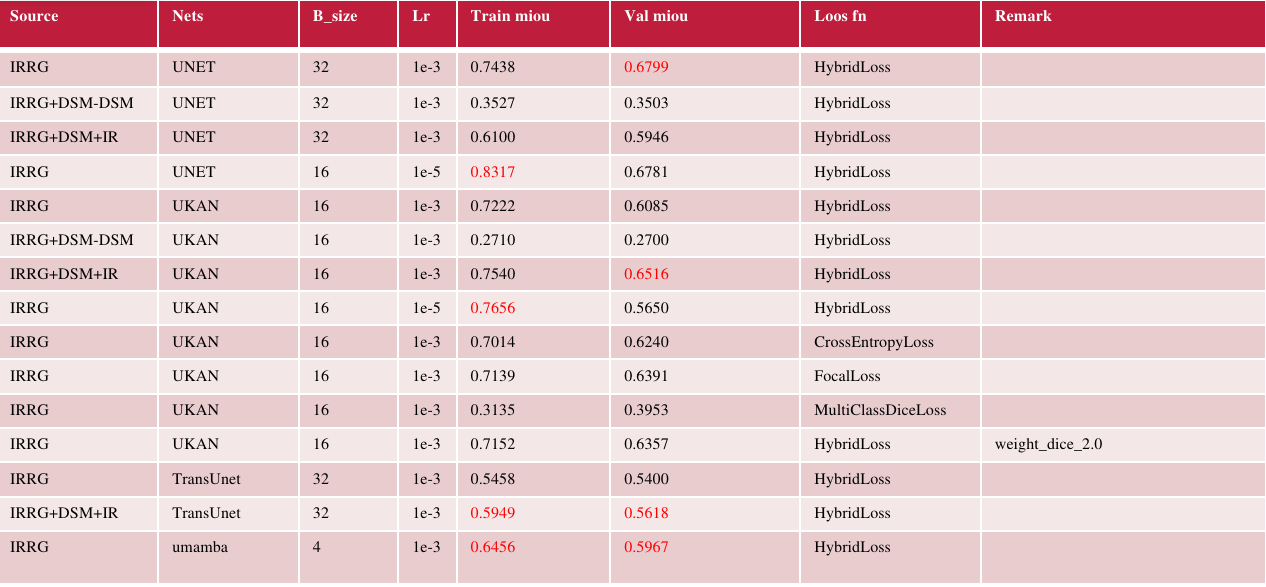 Source Nets B_size Lr Train miou Val miou Loos fn Remark
IRRG UNET 32 1e-3 0.7438 0.6799 HybridLoss
IRRG+DSM-DSM UNET 32 1e-3 0.3527 0.3503 HybridLoss
IRRG+DSM+IR UNET 32 1e-3 0.6100 0.5946 HybridLoss
IRRG UNET 16 1e-5 0.8317 0.6781 HybridLoss
IRRG UKAN 16 1e-3 0.7222 0.6085 HybridLoss
IRRG+DSM-DSM UKAN 16 1e-3 0.2710 0.2700 HybridLoss
IRRG+DSM+IR UKAN 16 1e-3 0.7540 0.6516 HybridLoss
IRRG UKAN 16 1e-5 0.7656 0.5650 HybridLoss
IRRG UKAN 16 1e-3 0.7014 0.6240 CrossEntropyLoss
IRRG UKAN 16 1e-3 0.7139 0.6391 FocalLoss
IRRG UKAN 16 1e-3 0.3135 0.3953 MultiClassDiceLoss
IRRG UKAN 16 1e-3 0.7152 0.6357 HybridLoss weight_dice_2.0
IRRG TransUnet 32 1e-3 0.5458 0.5400 HybridLoss
IRRG+DSM+IR TransUnet 32 1e-3 0.5949 0.5618 HybridLoss
IRRG umamba 4 1e-3 0.6456 0.5967 HybridLoss